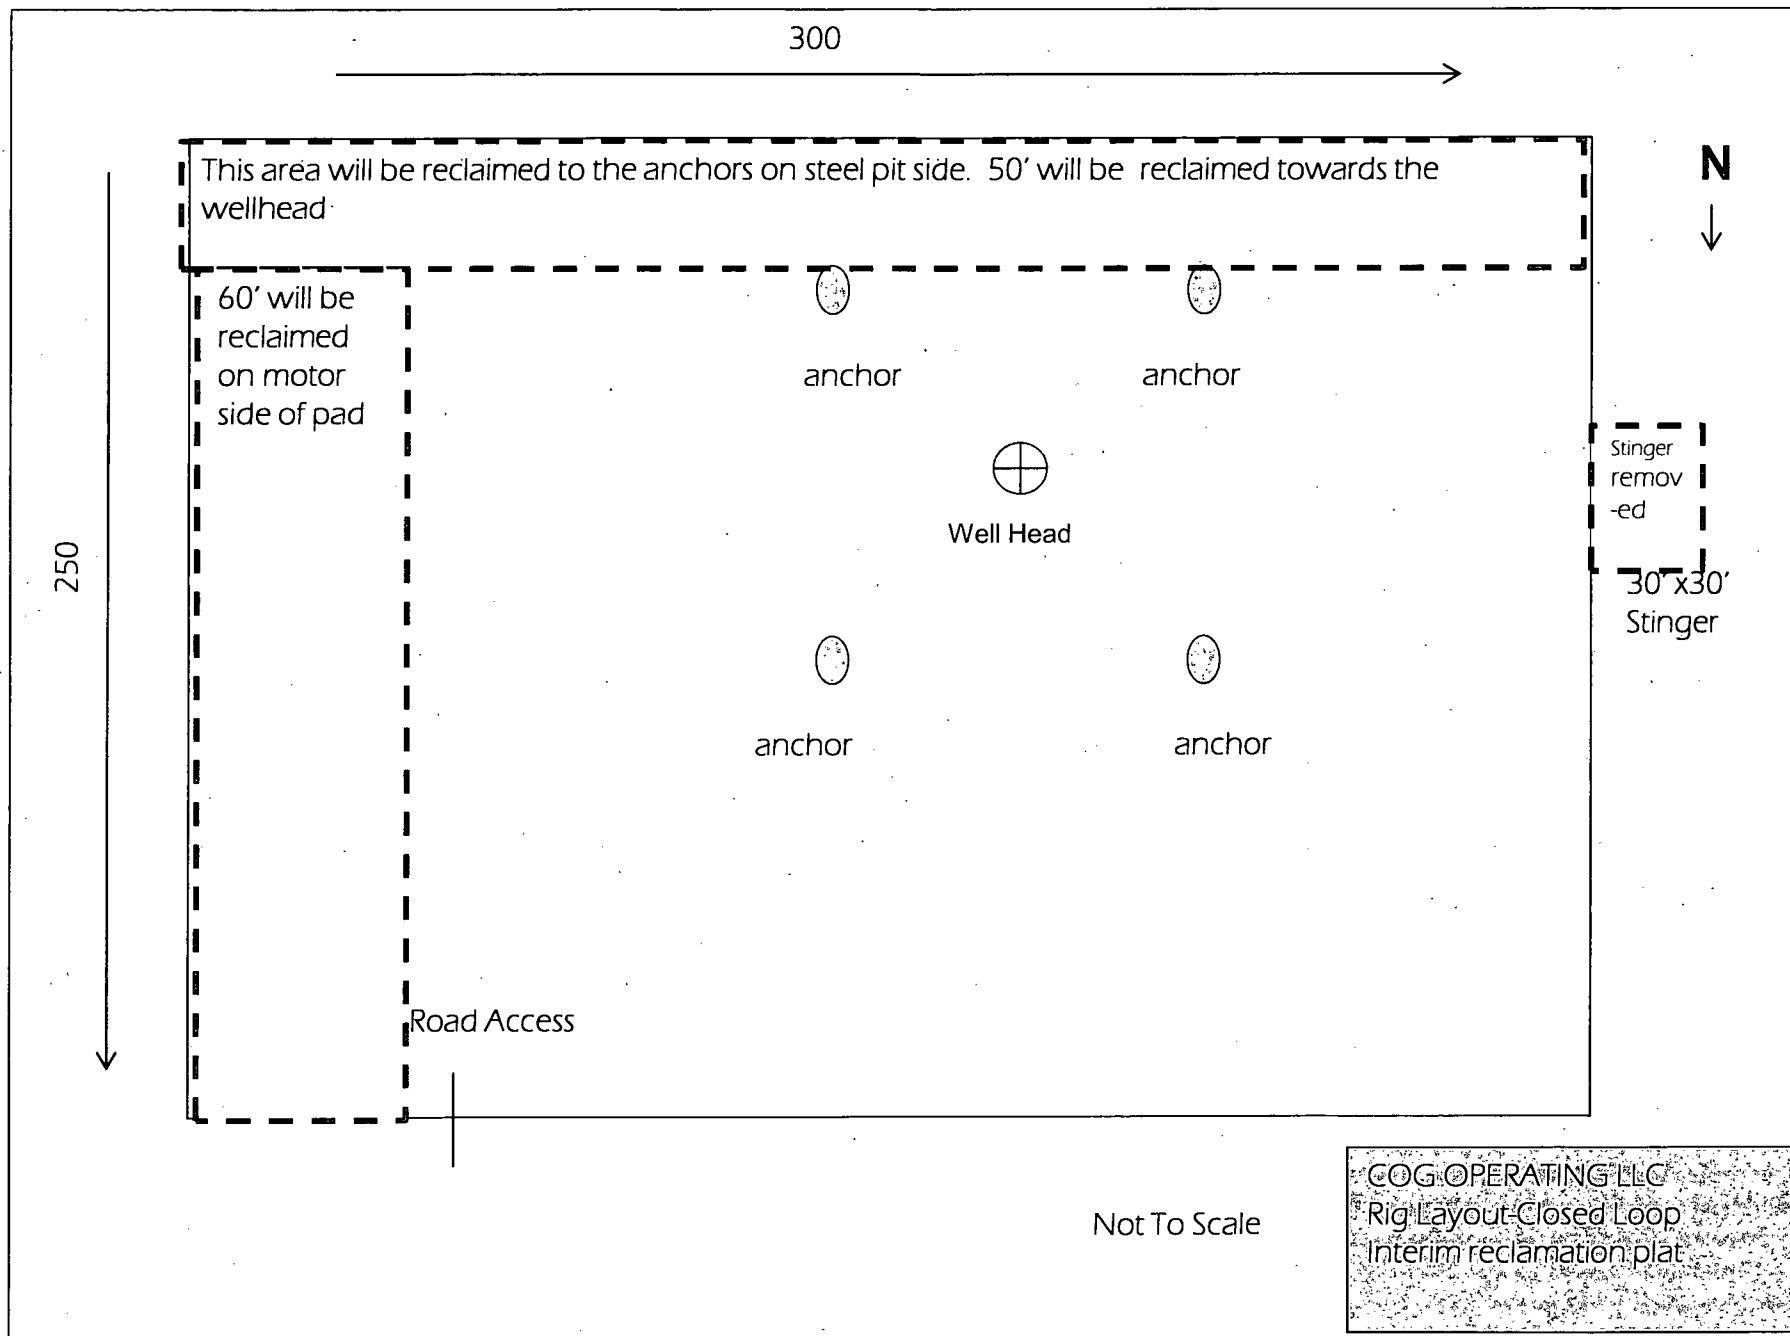 300
This area will be reclaimed to the anchors on steel pit side. 50' will be reclaimed towards the
wellhead
N
60' will be
reclaimed
on motor
side of pad
anchor
anchor
Stinger
remov
-ed
Well Head
250
30' x30'
Stinger
anchor
anchor
Road Access
Not To Scale
COG OPERATING LLC
Rig Layout-Closed Loop
Interim reclamation plat